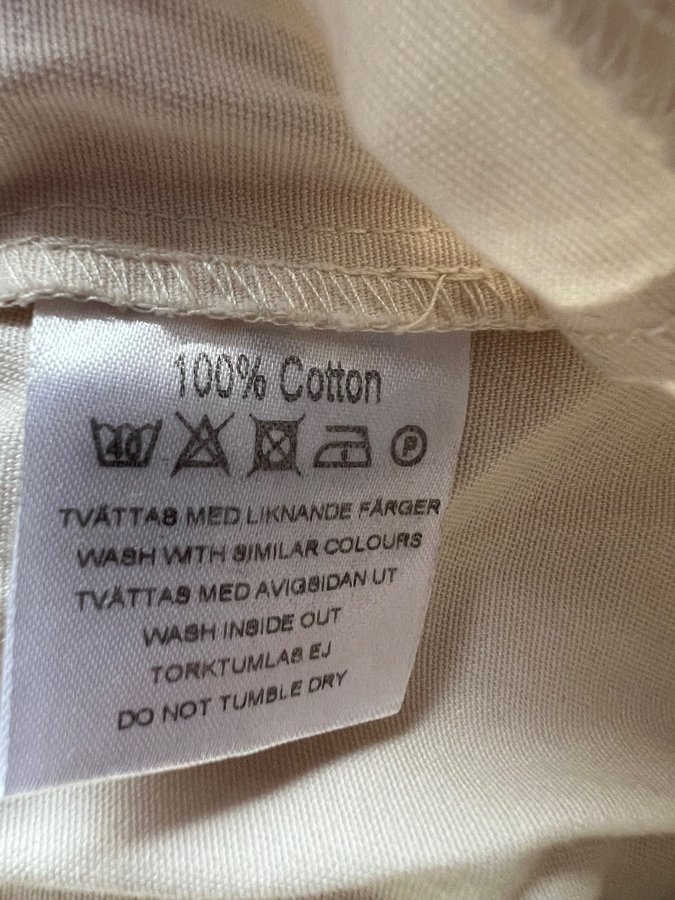 100% Cotton
40 P
TVÄTTAS MED LIKNANDE FÄRGER
WASH WITH SIMILAR COLOURS
TVÄTTAS MED AVIGSIDAN UT
WASH INSIDE OUT
TORKTUMLAS EJ
DO NOT TUMBLE DRY